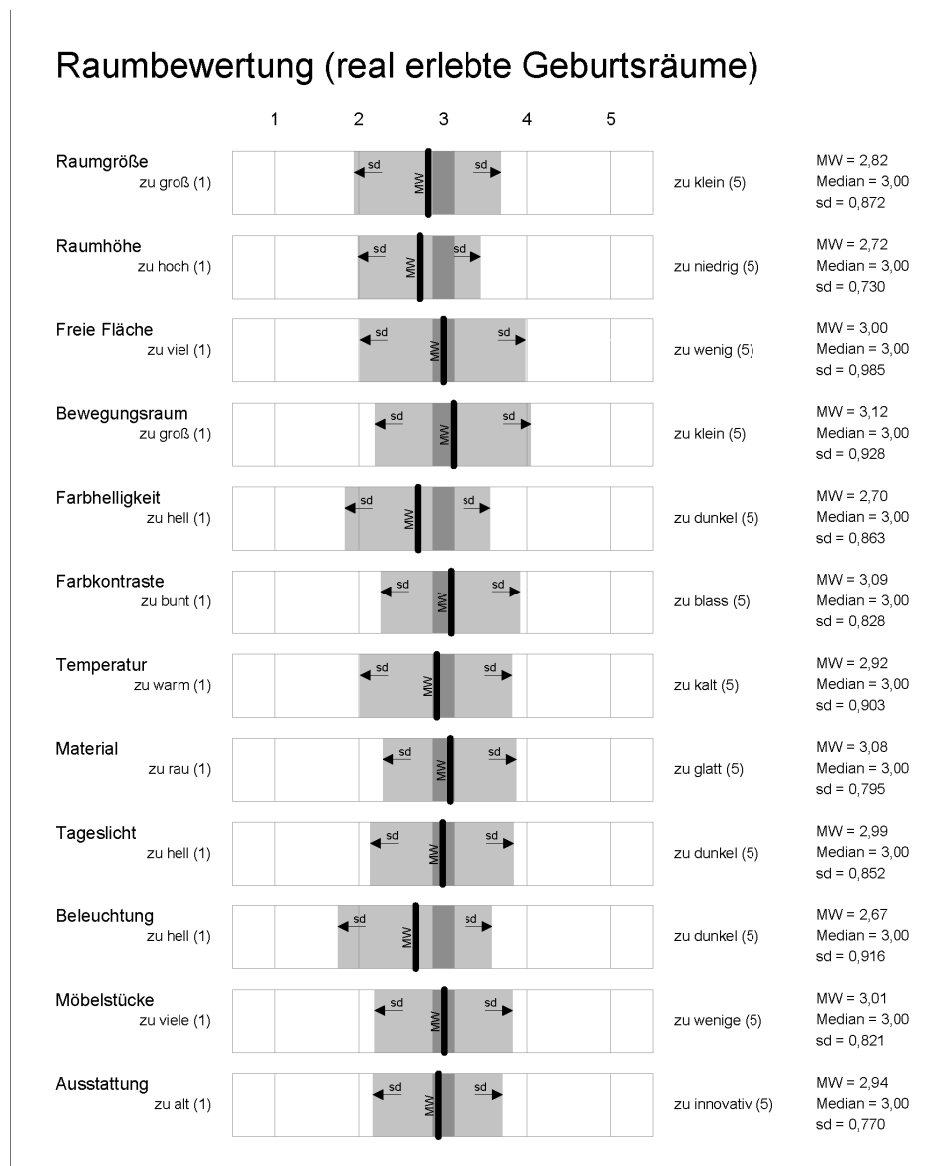 Raumbewertung (real erlebte Geburtsräume)
1 2 3 4 5
Raumgröße
zu groß (1)
sd
MW
sd
zu klein (5)
MW = 2,82
Median = 3,00
sd = 0,872
Raumhöhe
zu hoch (1)
sd
MW
sd
zu niedrig (5)
MW = 2,72
Median = 3,00
sd = 0,730
Freie Fläche
zu viel (1)
sd
MW
sd
zu wenig (5)
MW = 3,00
Median = 3,00
sd = 0,985
Bewegungsraum
zu groß (1)
sd
MW
sd
zu klein (5)
MW = 3,12
Median = 3,00
sd = 0,928
Farbhelligkeit
zu hell (1)
sd
MW
sd
zu dunkel (5)
MW = 2,70
Median = 3,00
sd = 0,863
Farbkontraste
zu bunt (1)
sd
MW
sd
zu blass (5)
MW = 3,09
Median = 3,00
sd = 0,828
Temperatur
zu warm (1)
sd
MW
sd
zu kalt (5)
MW = 2,92
Median = 3,00
sd = 0,903
Material
zu rau (1)
sd
MW
sd
zu glatt (5)
MW = 3,08
Median = 3,00
sd = 0,795
Tageslicht
zu hell (1)
sd
MW
sd
zu dunkel (5)
MW = 2,99
Median = 3,00
sd = 0,852
Beleuchtung
zu hell (1)
sd
MW
sd
zu dunkel (5)
MW = 2,67
Median = 3,00
sd = 0,916
Möbelstücke
zu viele (1)
sd
MW
sd
zu wenige (5)
MW = 3,01
Median = 3,00
sd = 0,821
Ausstattung
zu alt (1)
sd
MW
sd
zu innovativ (5)
MW = 2,94
Median = 3,00
sd = 0,770